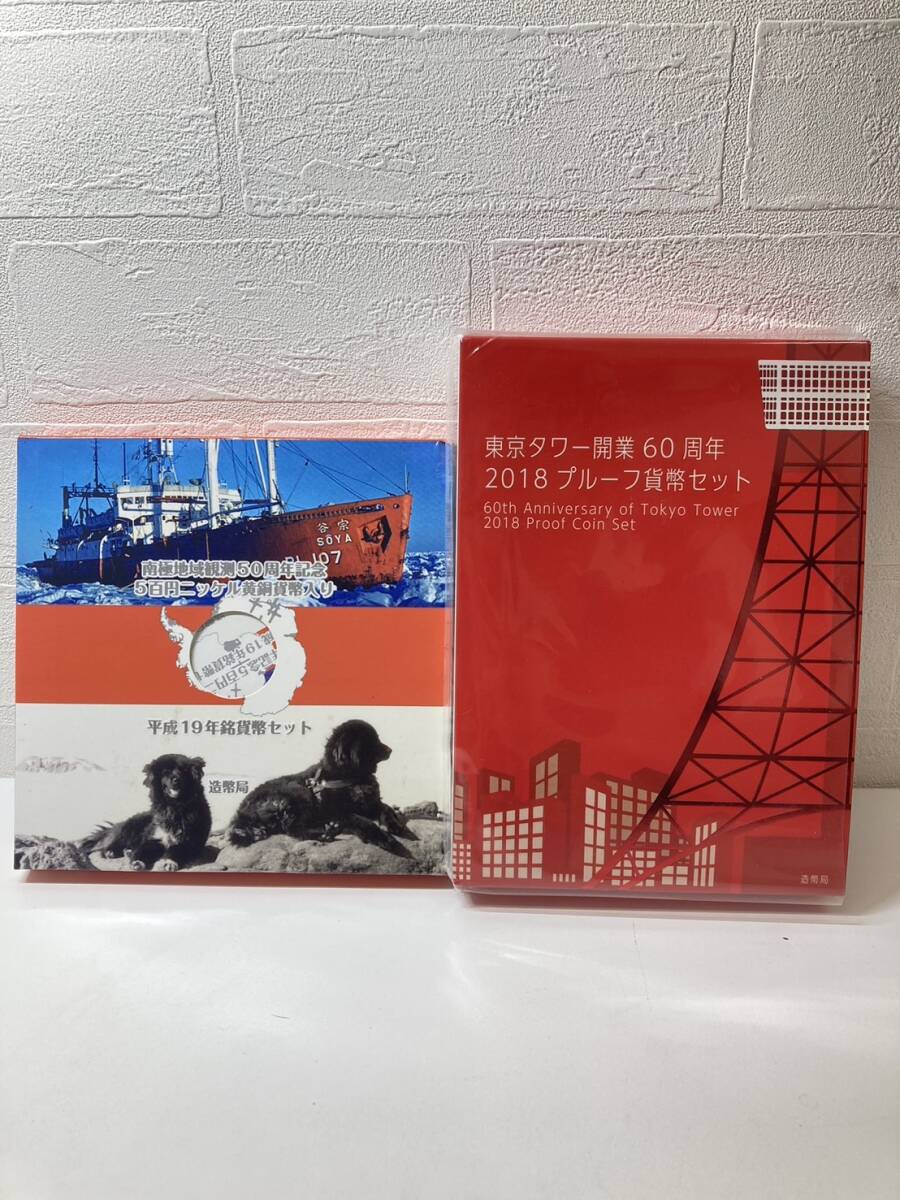 谷宗
SŌYA
PL 107
南極地域観測50周年記念
5百円ニッケル黄銅貨幣入り
平成19年銘貨幣セット
造幣局
東京タワー開業 60 周年
2018 プルーフ貨幣セット
60th Anniversary of Tokyo Tower
2018 Proof Coin Set
造幣局